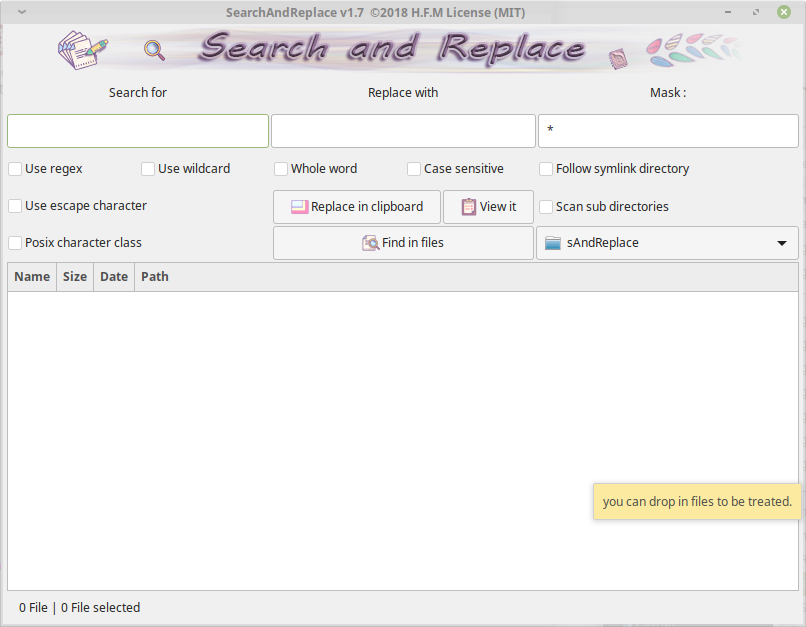 SearchAndReplace v1.7 ©2018 H.F.M License (MIT)
Search and Replace
Search for Replace with Mask :
*
Use regex Use wildcard Whole word Case sensitive Follow symlink directory
Use escape character Replace in clipboard View it Scan sub directories
Posix character class Find in files sAndReplace
Name Size Date Path
you can drop in files to be treated.
0 File | 0 File selected